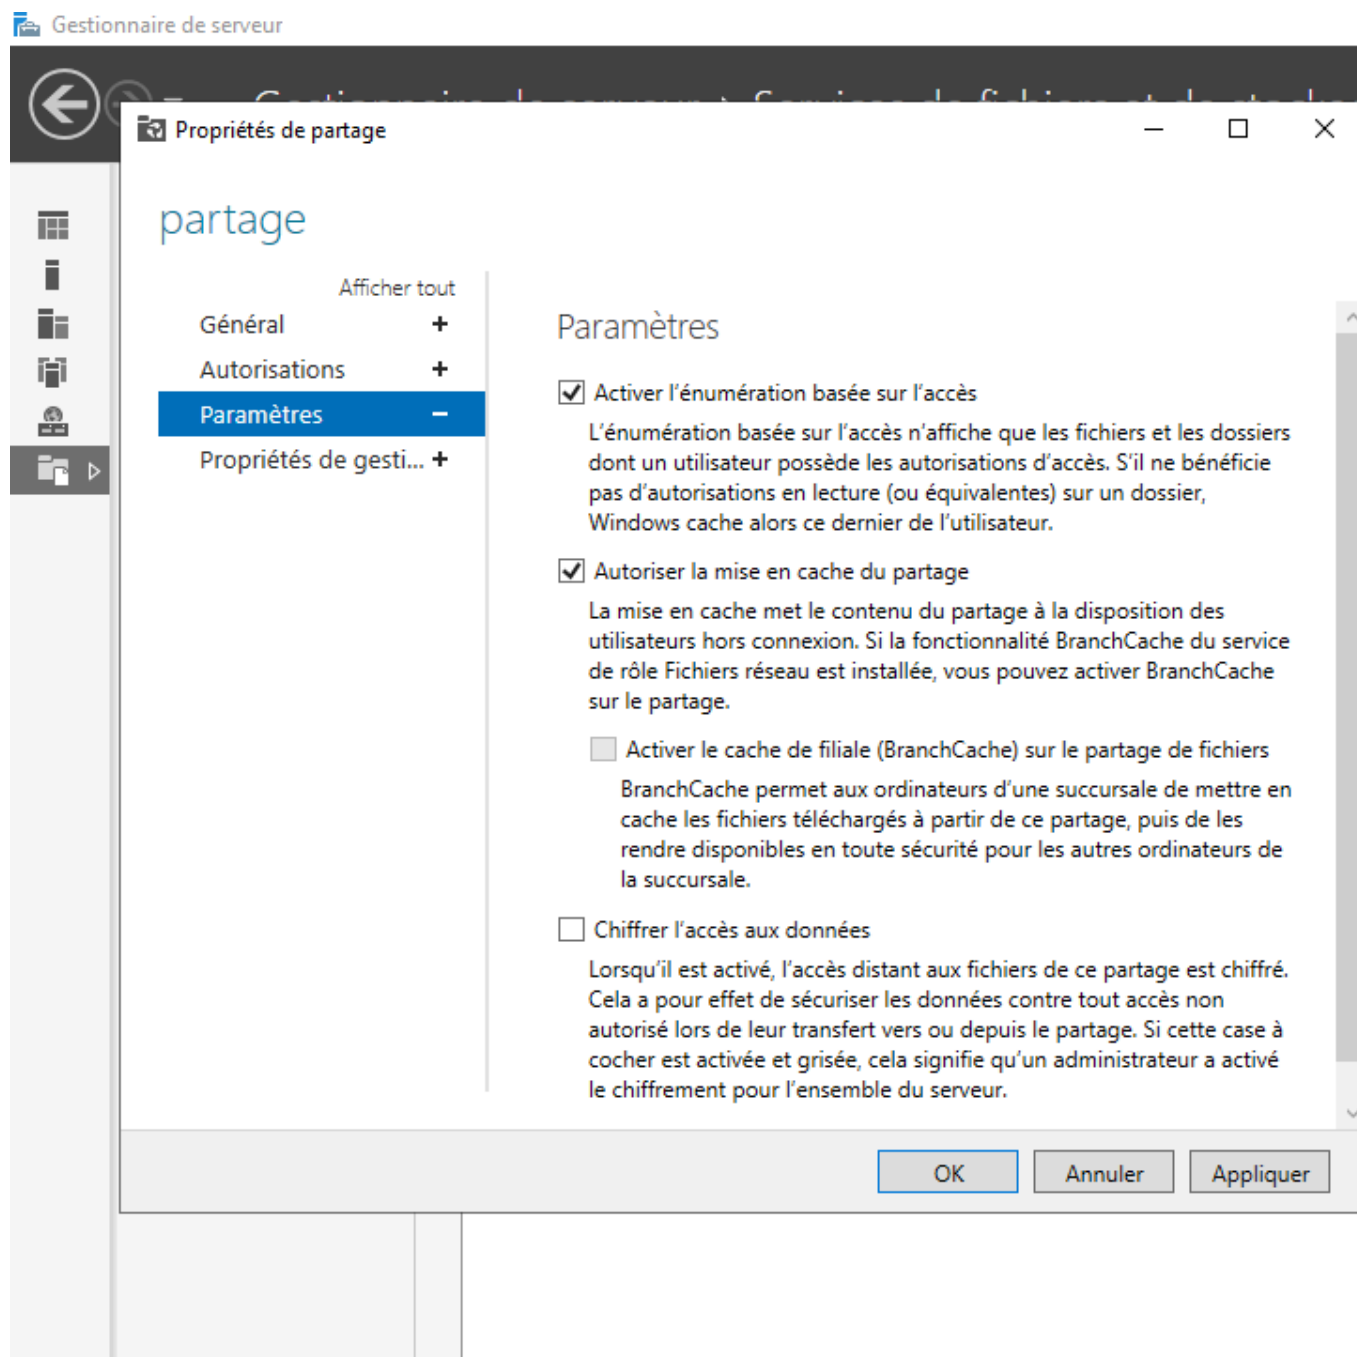 Gestionnaire de serveur
Propriétés de partage
partage
Afficher tout
Général
Autorisations
Paramètres
Propriétés de gesti...
Paramètres
Activer l'énumération basée sur l'accès
L'énumération basée sur l'accès n'affiche que les fichiers et les dossiers
dont un utilisateur possède les autorisations d'accès. S'il ne bénéficie
pas d'autorisations en lecture (ou équivalentes) sur un dossier,
Windows cache alors ce dernier de l'utilisateur.
Autoriser la mise en cache du partage
La mise en cache met le contenu du partage à la disposition des
utilisateurs hors connexion. Si la fonctionnalité BranchCache du service
de rôle Fichiers réseau est installée, vous pouvez activer BranchCache
sur le partage.
Activer le cache de filiale (BranchCache) sur le partage de fichiers
BranchCache permet aux ordinateurs d'une succursale de mettre en
cache les fichiers téléchargés à partir de ce partage, puis de les
rendre disponibles en toute sécurité pour les autres ordinateurs de
la succursale.
Chiffrer l'accès aux données
Lorsqu'il est activé, l'accès distant aux fichiers de ce partage est chiffré.
Cela a pour effet de sécuriser les données contre tout accès non
autorisé lors de leur transfert vers ou depuis le partage. Si cette case à
cocher est activée et grisée, cela signifie qu'un administrateur a activé
le chiffrement pour l'ensemble du serveur.
OK
Annuler
Appliquer